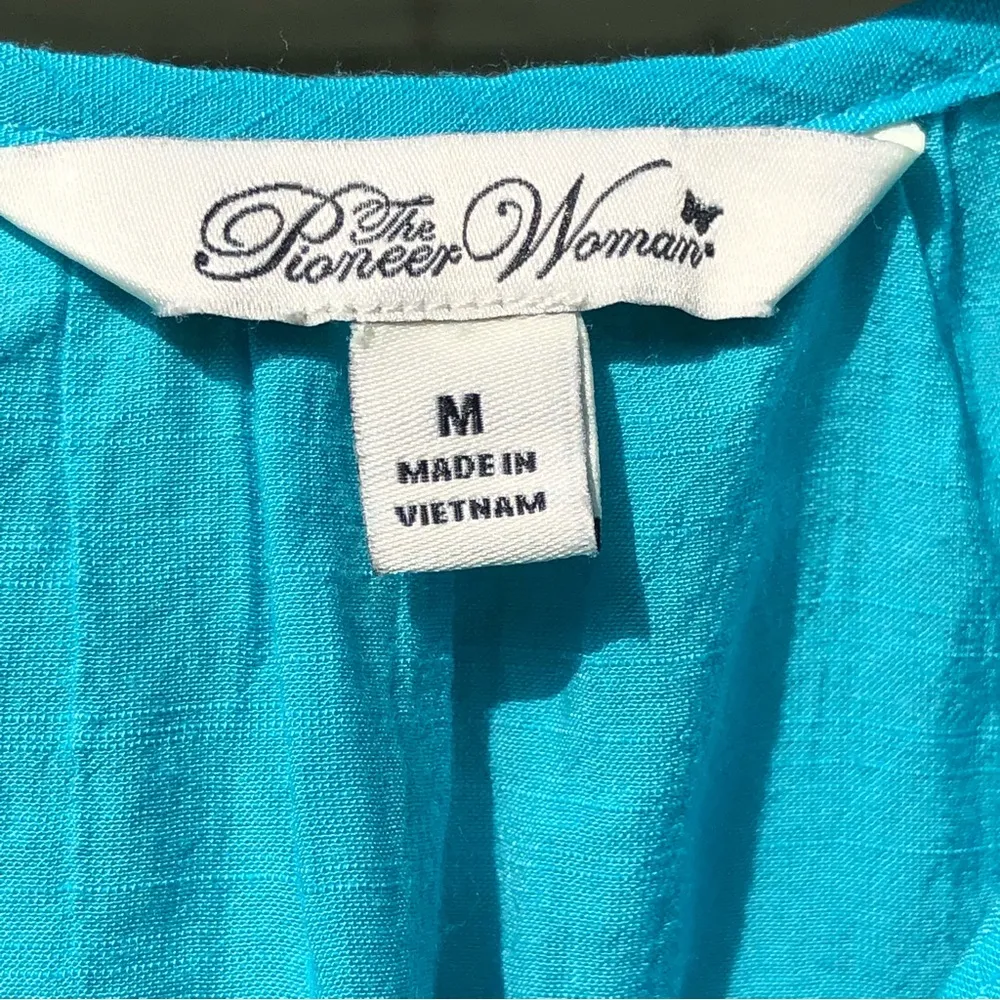 The
Pioneer Woman
M
MADE IN
VIETNAM